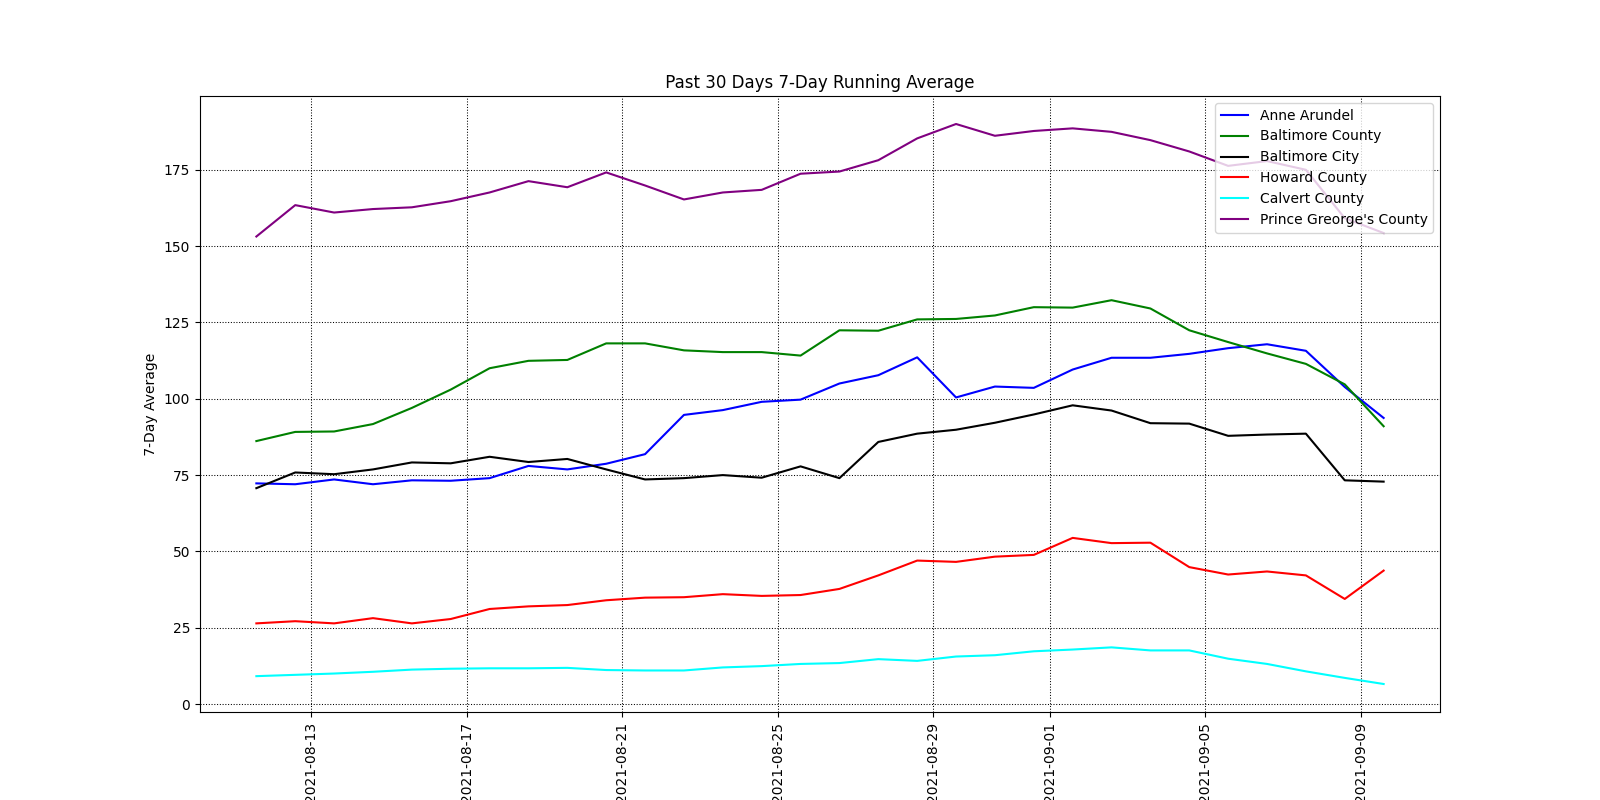 Past 30 Days 7-Day Running Average
Anne Arundel
Baltimore County
Baltimore City
Howard County
Calvert County
Prince Greorge's County
7-Day Average
175
150
125
100
75
50
25
0
2021-08-13
2021-08-17
2021-08-21
2021-08-25
2021-08-29
2021-09-01
2021-09-05
2021-09-09